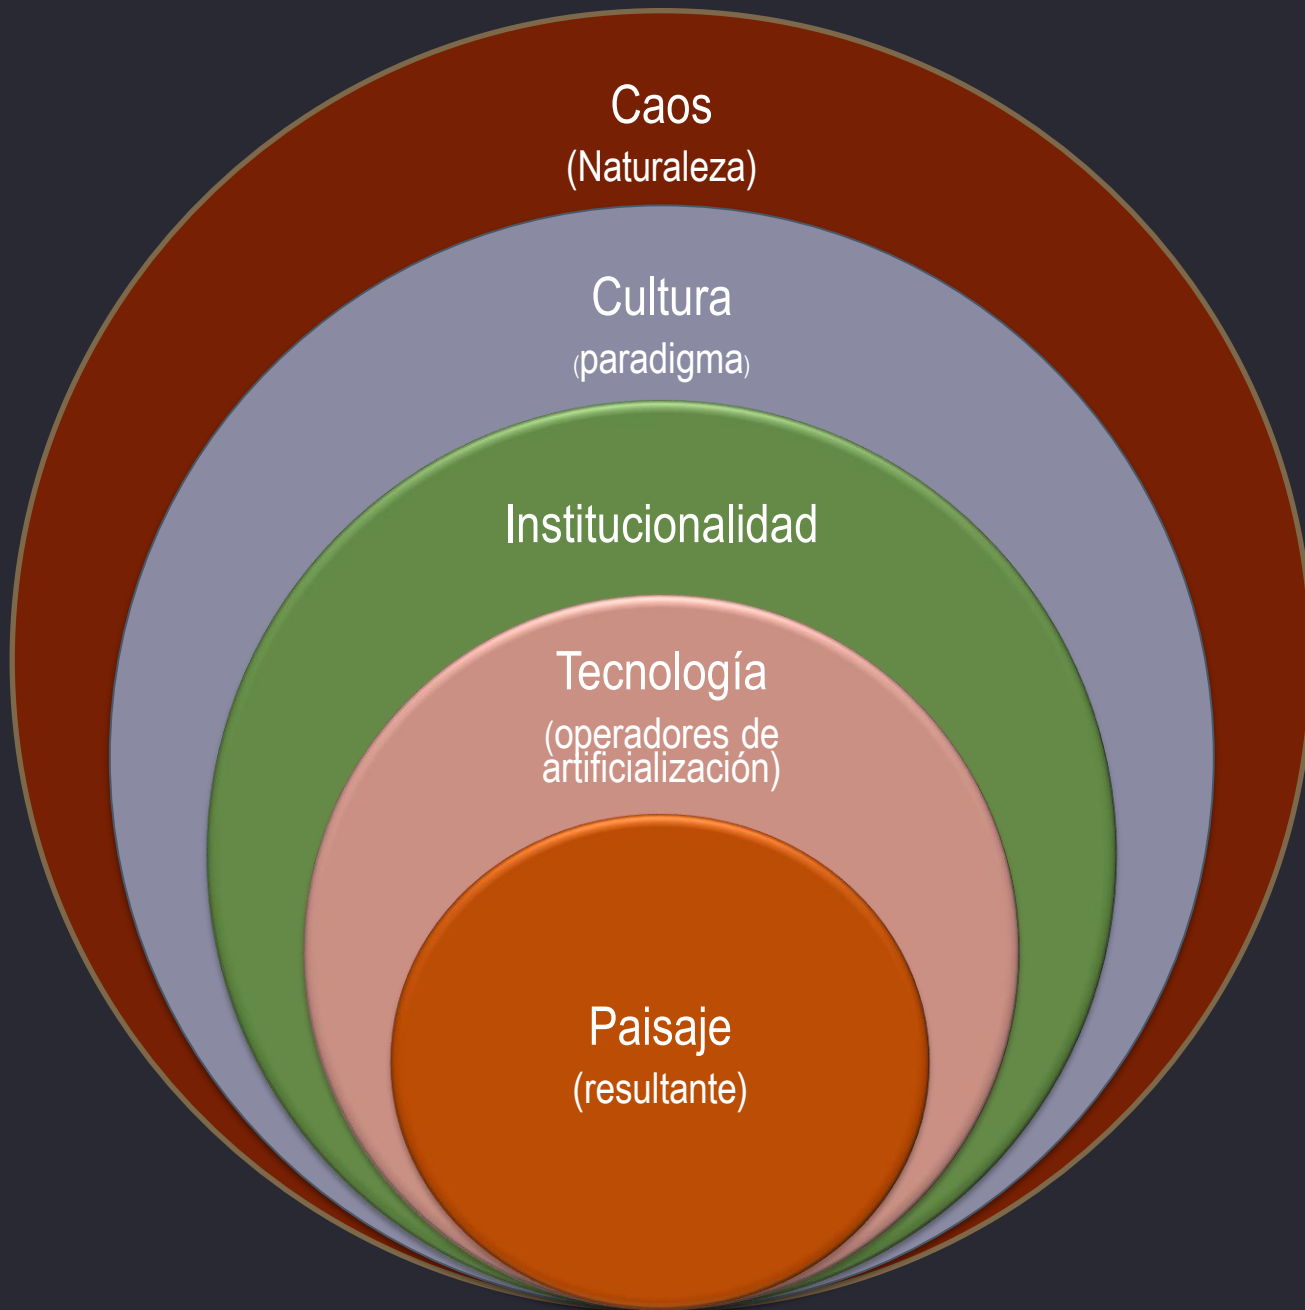 Caos
(Naturaleza)
Cultura
(paradigma)
Institucionalidad
Tecnología
(operadores de
artificialización)
Paisaje
(resultante)